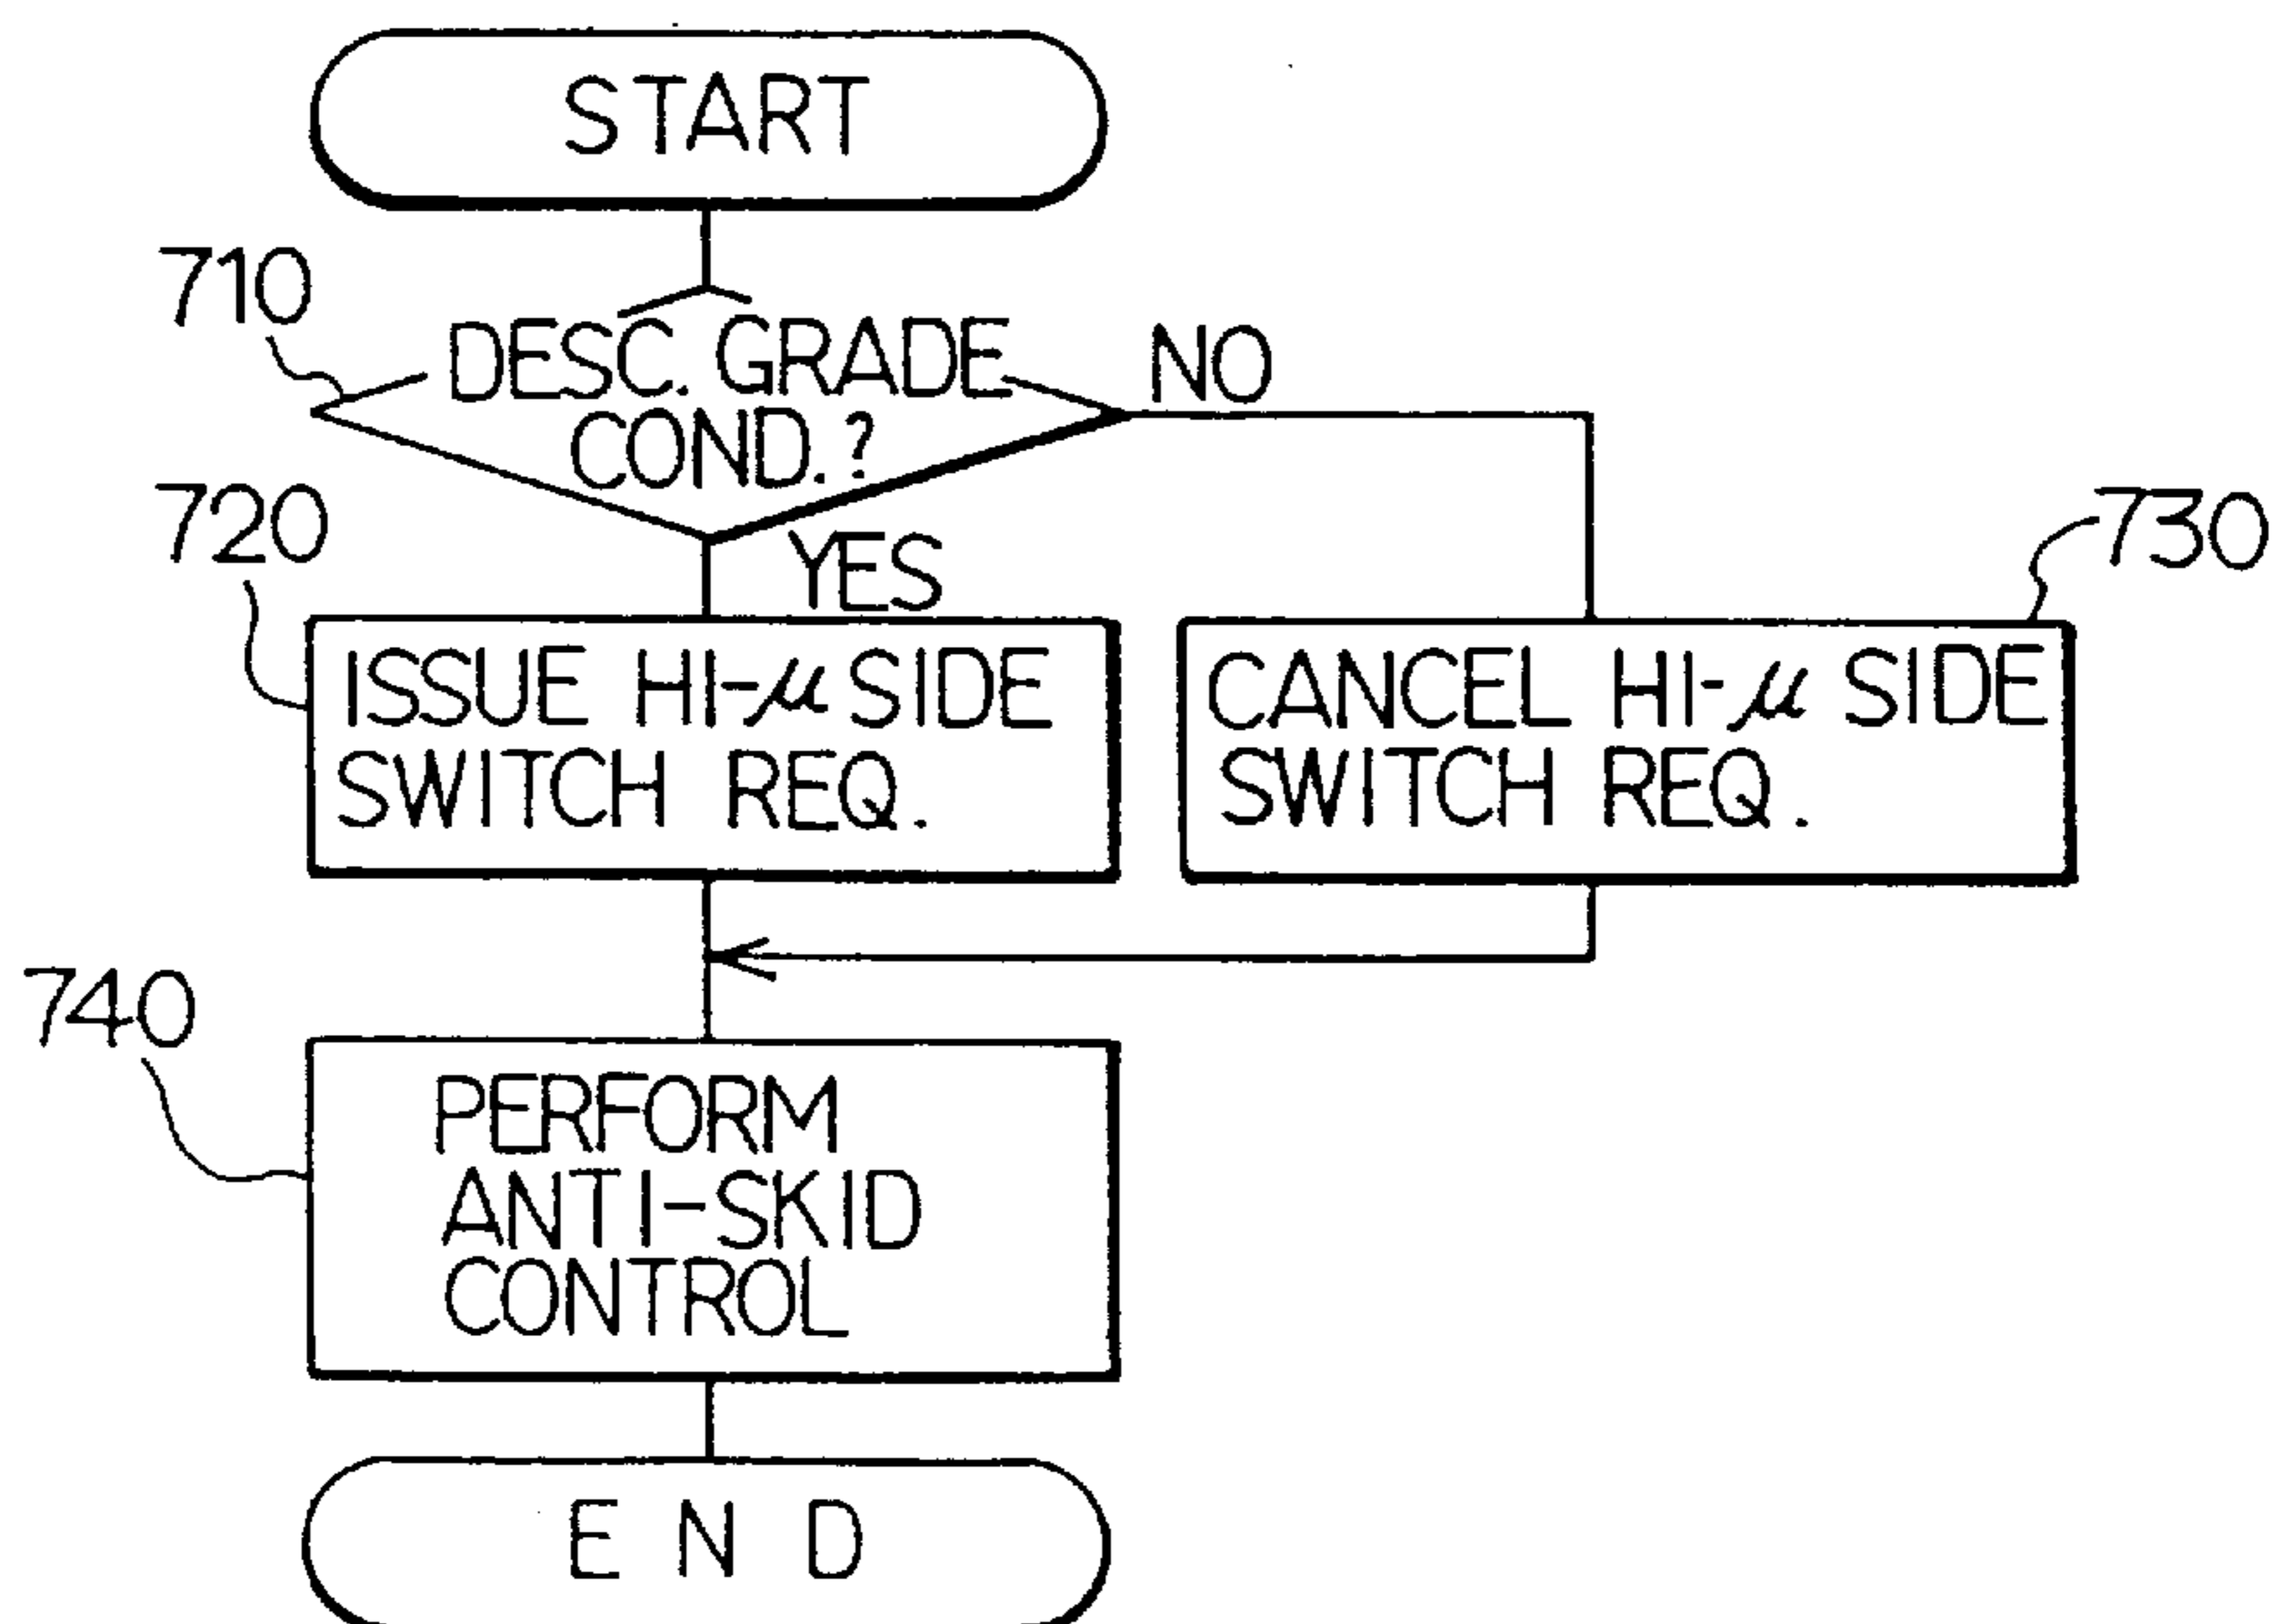 START
710
DESC. GRADE
COND.?
NO
YES
720
ISSUE HI-μ SIDE
SWITCH REQ.
730
CANCEL HI-μ SIDE
SWITCH REQ.
740
PERFORM
ANTI-SKID
CONTROL
END